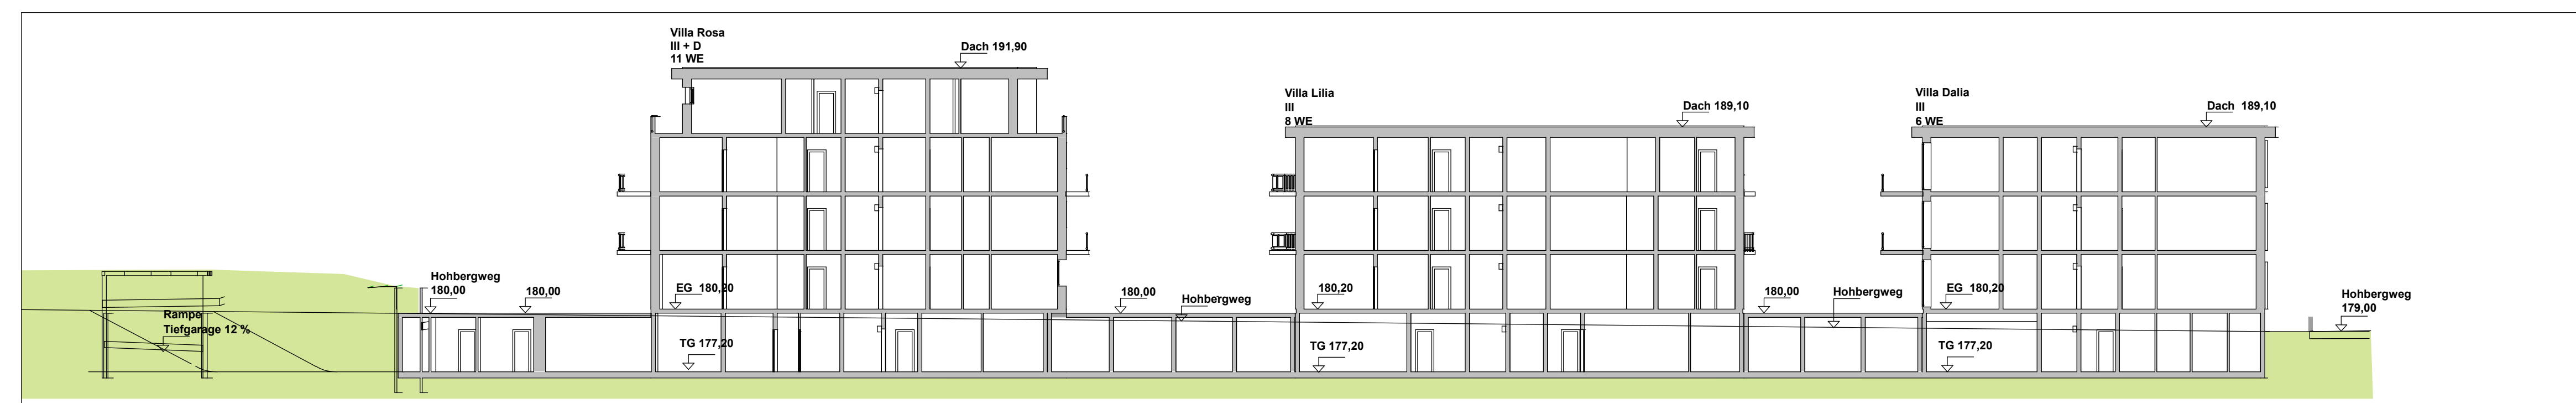 Villa Rosa
III + D
11 WE
Dach 191,90
Villa Lilia
III
8 WE
Dach 189,10
Villa Dalia
III
6 WE
Dach 189,10
Hohbergweg
180,00
180,00
EG 180,20
180,00
Hohbergweg
180,20
180,00
Hohbergweg
EG 180,20
Hohbergweg
179,00
Rampe
Tiefgarage 12 %
TG 177,20
TG 177,20
TG 177,20